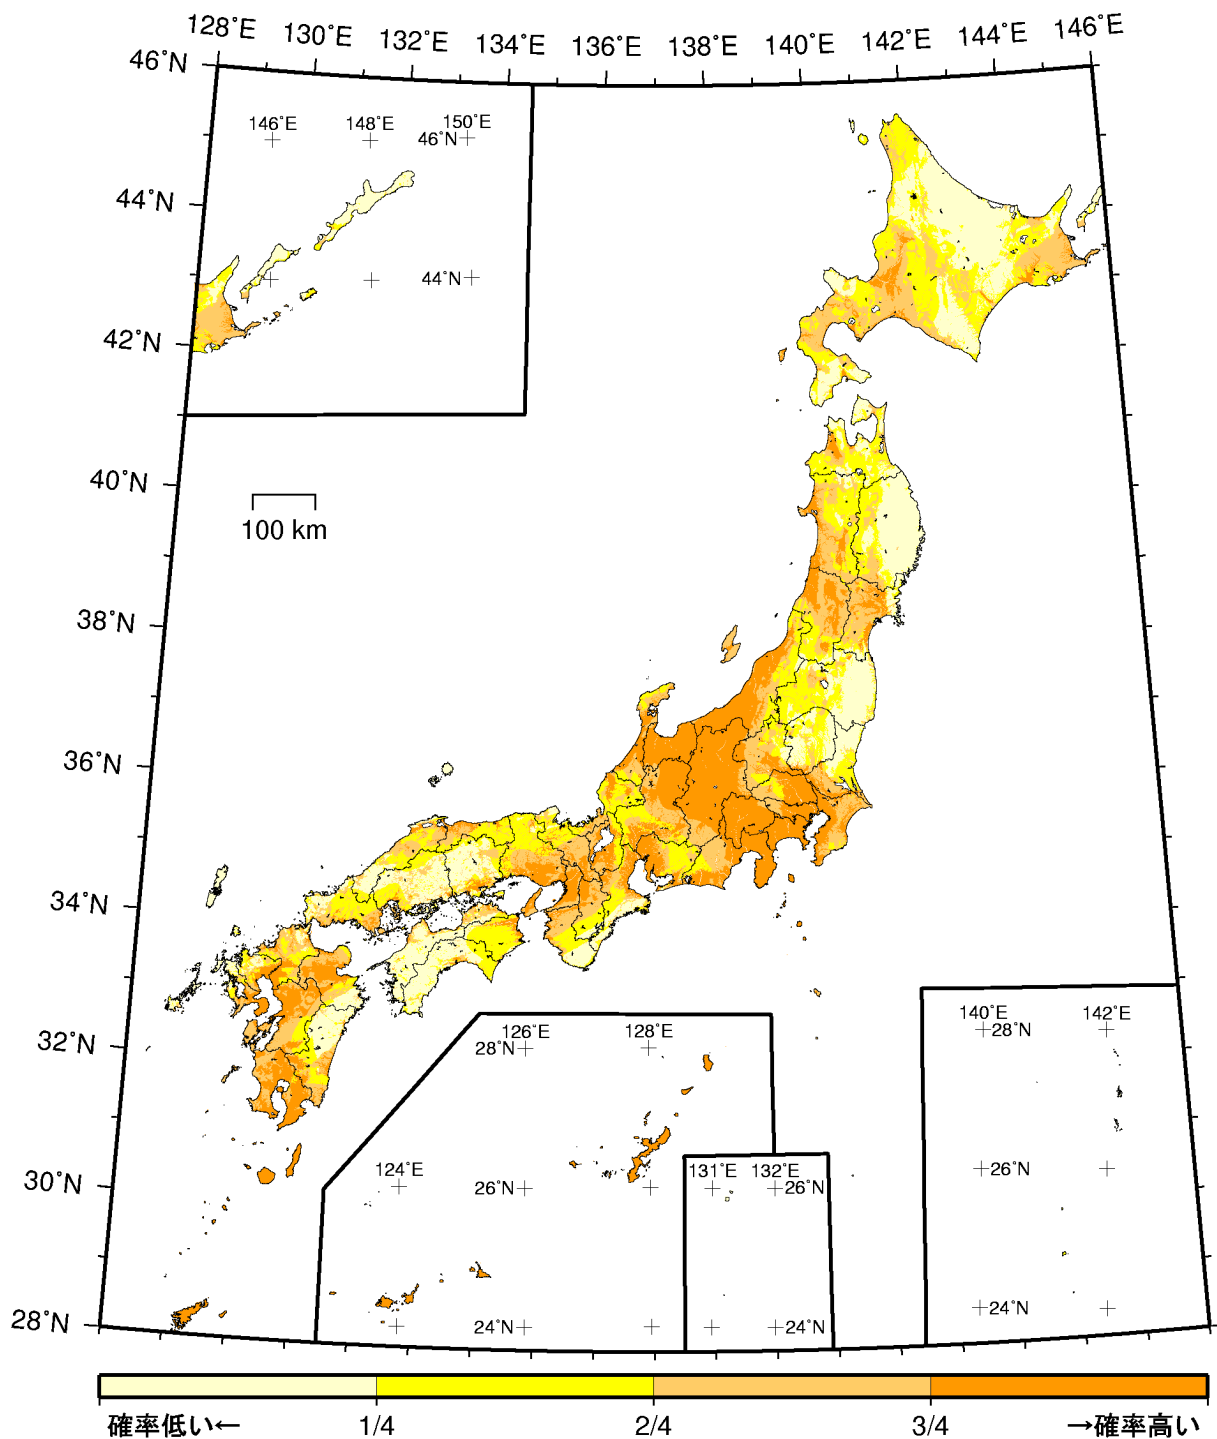 128°E 130°E 132°E 134°E 136°E 138°E 140°E 142°E 144°E 146°E
46°N
146°E 148°E 150°E
46°N
44°N
44°N
42°N
40°N
100 km
38°N
36°N
34°N
32°N
126°E 128°E
28°N
140°E 142°E
28°N
30°N
124°E
26°N
131°E 132°E
26°N
26°N
28°N
24°N
24°N
24°N
確率低い← 1/4 2/4 3/4 →確率高い